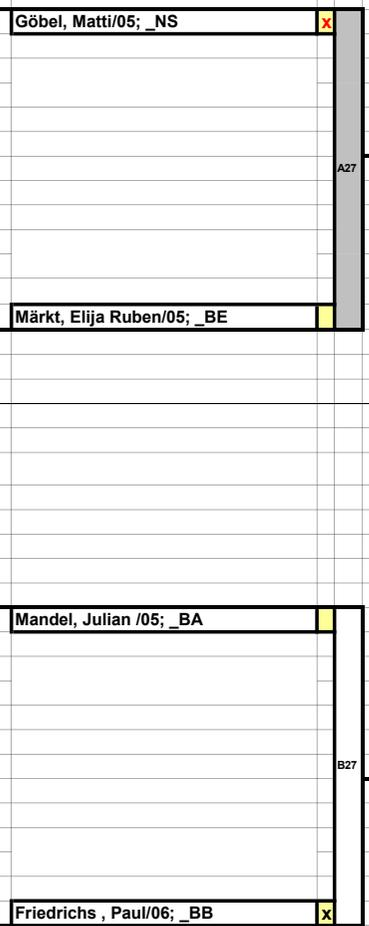 Göbel, Matti/05; _NS x
A27
Märkt, Elija Ruben/05; _BE
Mandel, Julian /05; _BA
B27
Friedrichs , Paul/06; _BB x